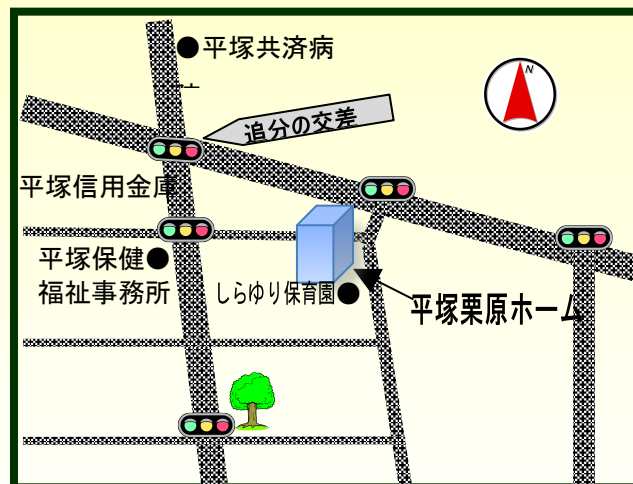 ●平塚共済病
N
追分の交差
平塚信用金庫
平塚保健●
福祉事務所
しらゆり保育園●
平塚栗原ホーム